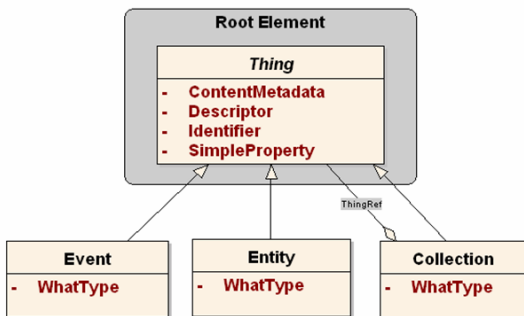 Root Element
Thing
- ContentMetadata
- Descriptor
- Identifier
- SimpleProperty
ThingRef
Event
- WhatType
Entity
- WhatType
Collection
- WhatType